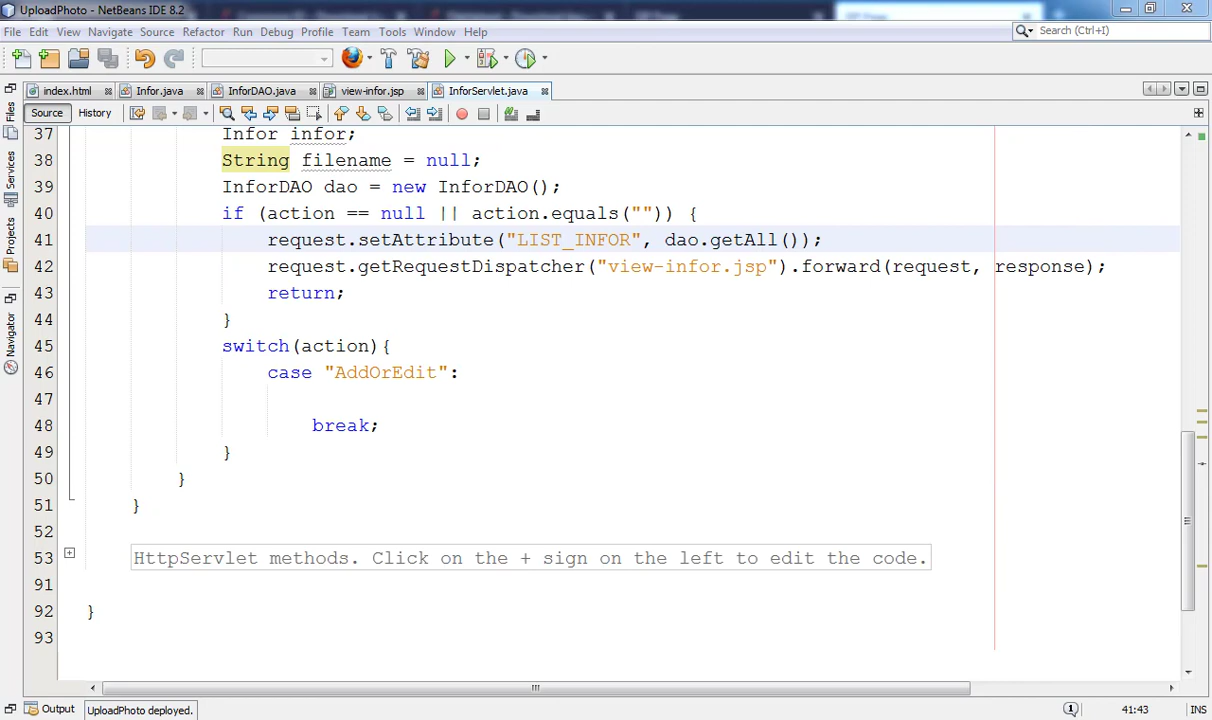 UploadPhoto - NetBeans IDE 8.2
File Edit View Navigate Source Refactor Run Debug Profile Team Tools Window Help
Search (Ctrl+I)
index.html Infor.java InforDAO.java view-infor.jsp InforServlet.java
Source History
Files
Services
Projects
Navigator
37 Infor infor;
38 String filename = null;
39 InforDAO dao = new InforDAO();
40 if (action == null || action.equals("")) {
41 request.setAttribute("LIST_INFOR", dao.getAll());
42 request.getRequestDispatcher("view-infor.jsp").forward(request, response);
43 return;
44 }
45 switch(action){
46 case "AddOrEdit":
47
48 break;
49 }
50 }
51 }
52
53 HttpServlet methods. Click on the + sign on the left to edit the code.
91
92 }
93
Output UploadPhoto deployed. 41:43 INS